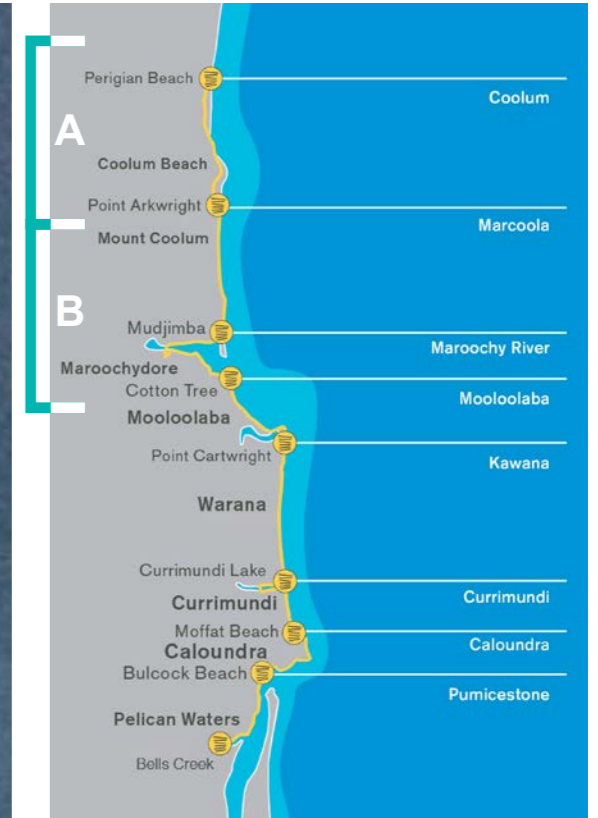 A
Perigian Beach
Coolum
Coolum Beach
Point Arkwright
Marcoola
Mount Coolum
B
Mudjimba
Maroochy River
Maroochydore
Cotton Tree
Mooloolaba
Mooloolaba
Point Cartwright
Kawana
Warana
Currimundi Lake
Currimundi
Currimundi
Moffat Beach
Caloundra
Caloundra
Bulcock Beach
Pumicestone
Pelican Waters
Bells Creek